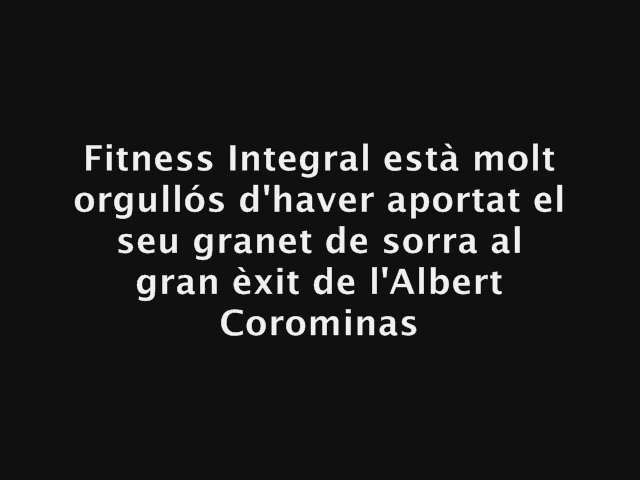 Fitness Integral està molt
orgullós d'haver aportat el
seu granet de sorra al
gran èxit de l'Albert
Corominas